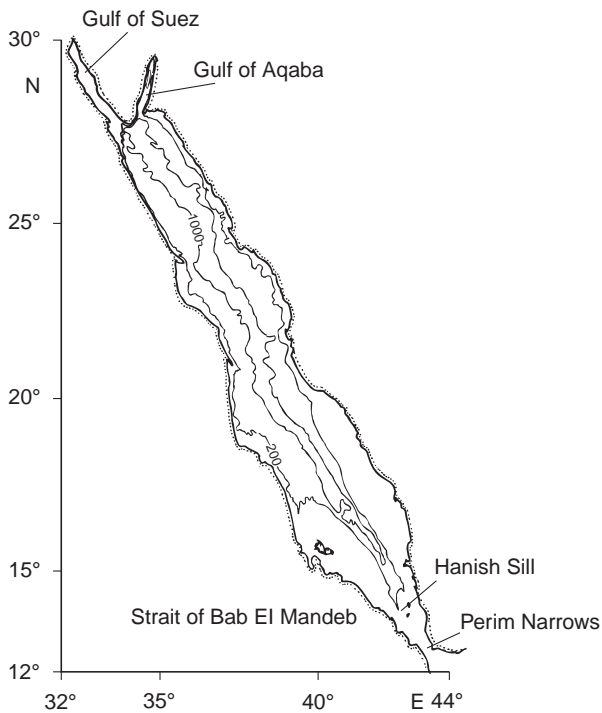 Gulf of Suez
30°
N
Gulf of Aqaba
25°
1000
20°
200
15°
Hanish Sill
Strait of Bab El Mandeb
Perim Narrows
12°
32° 35° 40° E 44°